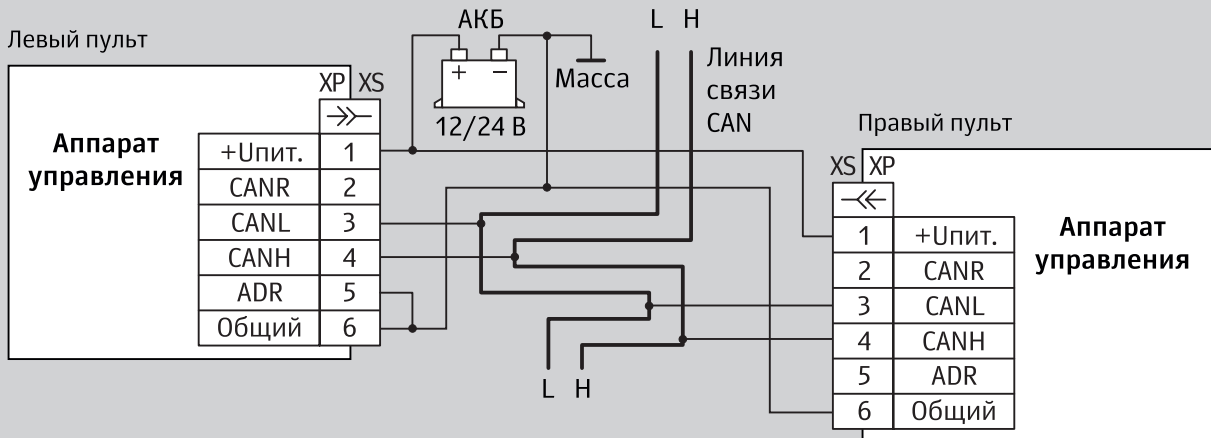 Левый пульт
АКБ
L H
XP XS
+ −
Масса
Линия
связи
CAN
12/24 В
Аппарат
управления
+Uпит. 1
CANR 2
CANL 3
CANH 4
ADR 5
Общий 6
Правый пульт
XS XP
1 +Uпит.
2 CANR
3 CANL
4 CANH
5 ADR
6 Общий
Аппарат
управления
L H